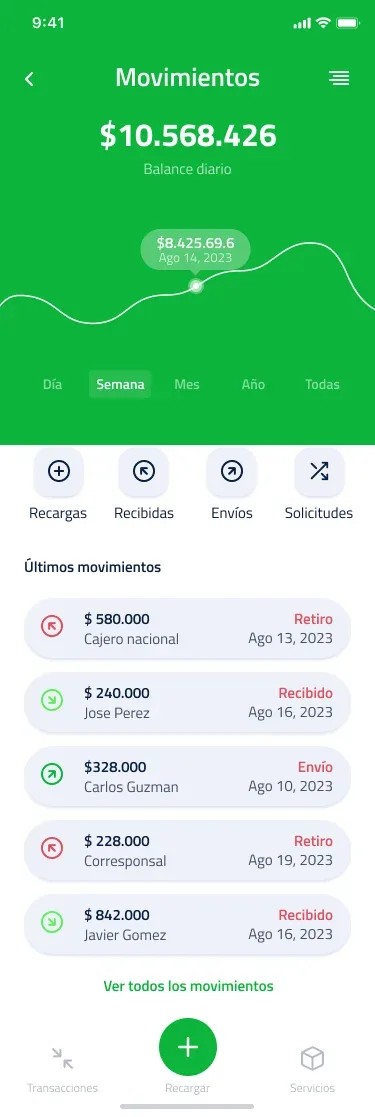 9:41
Movimientos
$10.568.426
Balance diario
$8.425.69.6
Ago 14, 2023
Día Semana Mes Año Todas
Recargas Recibidas Envíos Solicitudes
Últimos movimientos
$ 580.000 Retiro
Cajero nacional Ago 13, 2023
$ 240.000 Recibido
Jose Perez Ago 16, 2023
$328.000 Envío
Carlos Guzman Ago 10, 2023
$ 228.000 Retiro
Corresponsal Ago 19, 2023
$ 842.000 Recibido
Javier Gomez Ago 16, 2023
Ver todos los movimientos
Transacciones Recargar Servicios